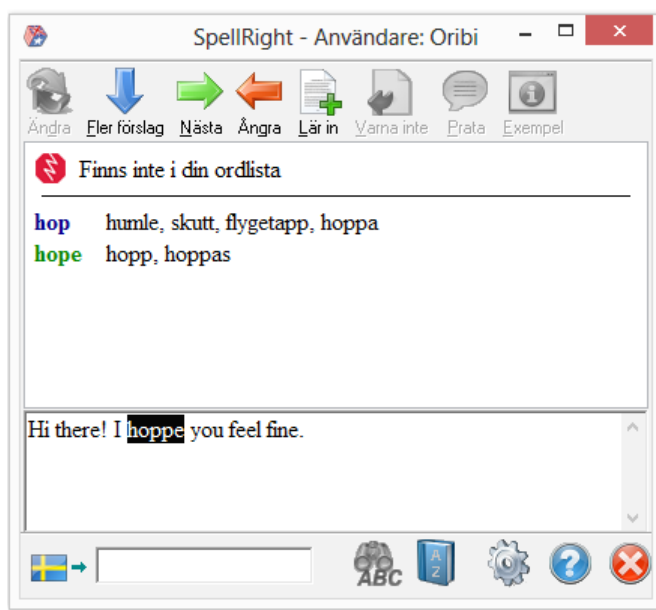 SpellRight - Användare: Oribi
Ändra Fler förslag Nästa Ångra Lär in Varna inte Prata Exempel
Finns inte i din ordlista
hop humle, skutt, flygetapp, hoppa
hope hopp, hoppas
Hi there! I hoppe you feel fine.
ABC A Z